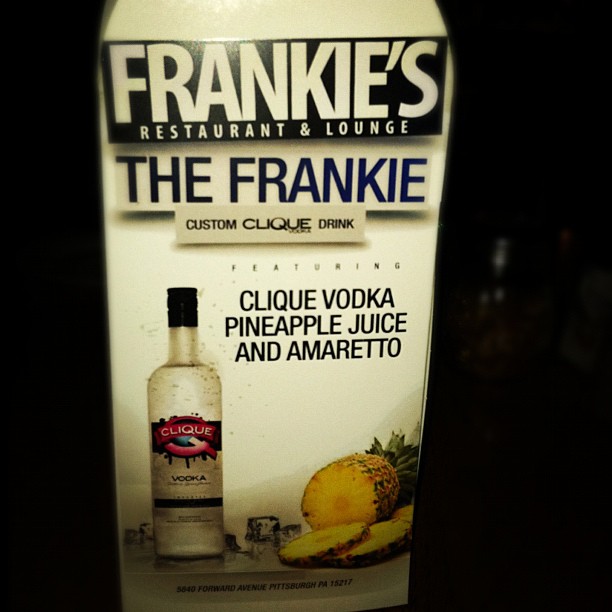 FRANKIE'S
RESTAURANT & LOUNGE
THE FRANKIE
CUSTOM CLIQUE VODKA DRINK
FEATURING
CLIQUE VODKA
PINEAPPLE JUICE
AND AMARETTO
CLIQUE
VODKA
5840 FORWARD AVENUE PITTSBURGH PA 15217